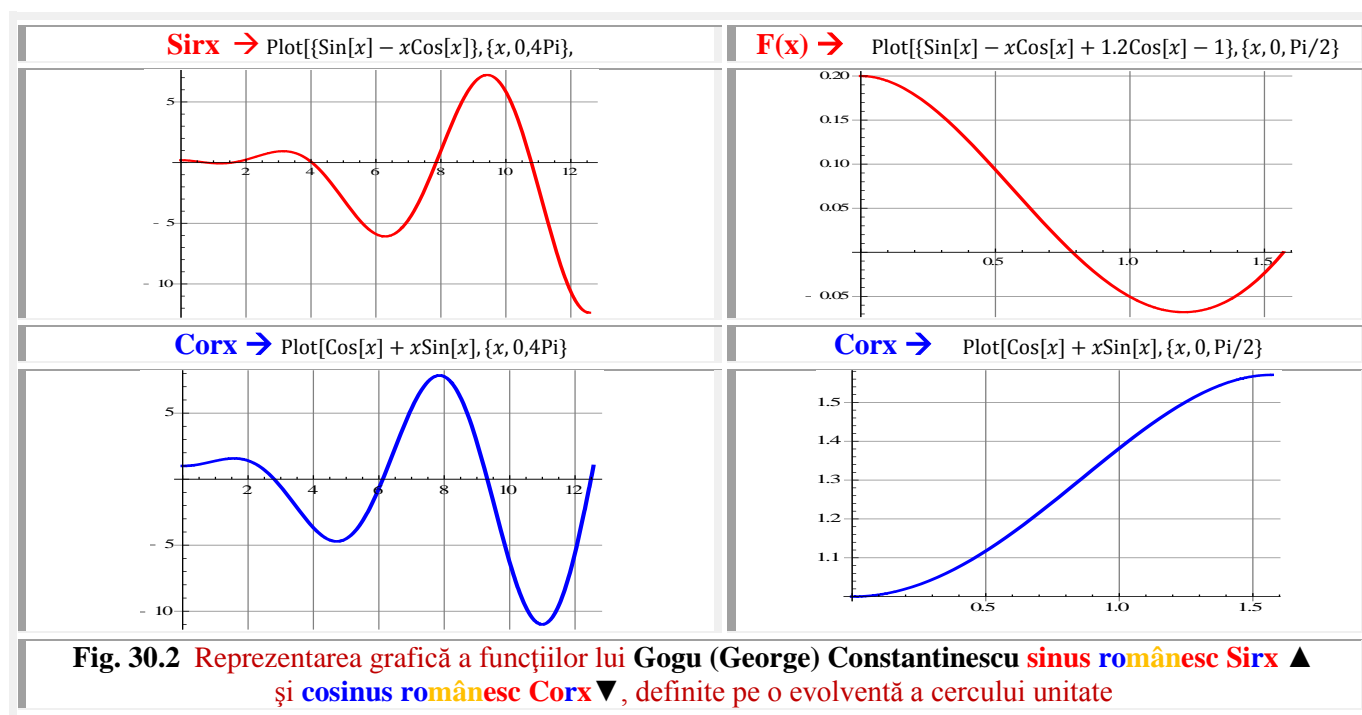 Sirx → Plot[{Sin[x] − xCos[x]}, {x, 0,4Pi},
F(x) → Plot[{Sin[x] − xCos[x] + 1.2Cos[x] − 1}, {x, 0, Pi/2}
5
2 4 6 8 10 12
- 5
- 10
0.20
0.15
0.10
0.05
0.5 1.0 1.5
- 0.05
Corx → Plot[Cos[x] + xSin[x], {x, 0,4Pi}
Corx → Plot[Cos[x] + xSin[x], {x, 0, Pi/2}
5
2 4 6 8 10 12
- 5
- 10
1.5
1.4
1.3
1.2
1.1
0.5 1.0 1.5
Fig. 30.2 Reprezentarea grafică a funcţiilor lui Gogu (George) Constantinescu sinus românesc Sirx ▲
şi cosinus românesc Corx▼, definite pe o evolventă a cercului unitate